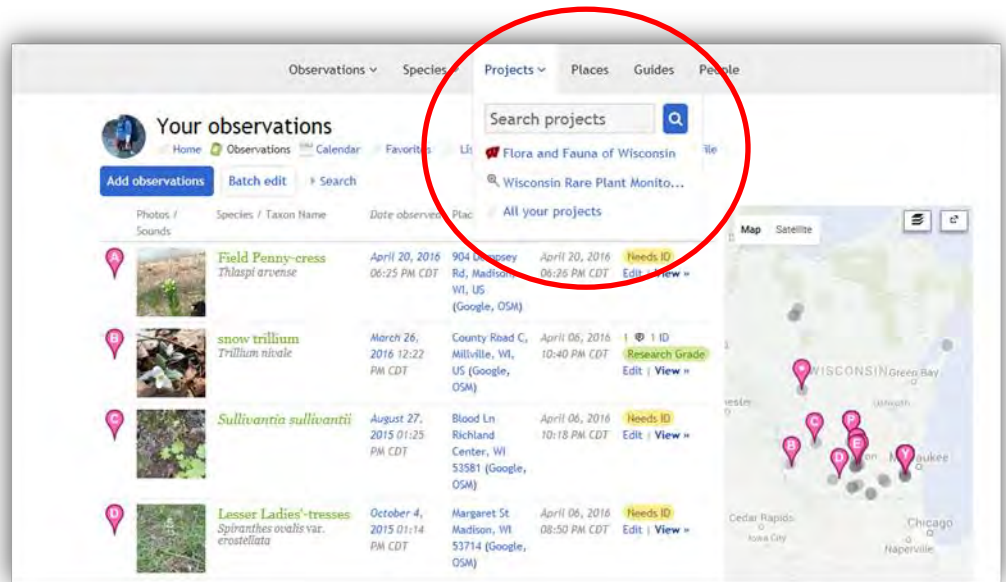 Observations Species Projects Places Guides People
Search projects
Your observations
Home Observations Calendar Favorites Lis
Flora and Fauna of Wisconsin
file
Wisconsin Rare Plant Monito...
Add observations Batch edit Search
All your projects
Photos / Sounds Species / Taxon Name Date observed Plac
Map Satellite
A
Field Penny-cress
Thlaspi arvense
April 20, 2016
06:25 PM CDT
904 Dempsey
Rd, Madison,
WI, US
(Google, OSM)
April 20, 2016
06:26 PM CDT
Needs ID
Edit | View »
B
snow trillium
Trillium nivale
March 26,
2016 12:22
PM CDT
County Road C,
Millville, WI,
US (Google,
OSM)
April 06, 2016
10:40 PM CDT
1 1 ID
Research Grade
Edit | View »
C
Sullivantia sullivantii
August 27,
2015 01:25
PM CDT
Blood Ln
Richland
Center, WI
53581 (Google,
OSM)
April 06, 2016
10:18 PM CDT
Needs ID
Edit | View »
D
Lesser Ladies'-tresses
Spiranthes ovalis var.
erostellata
October 4,
2015 01:14
PM CDT
Margaret St
Madison, WI
53714 (Google,
OSM)
April 06, 2016
08:50 PM CDT
Needs ID
Edit | View »
WISCONSIN Green Bay
C P
B D E Y
Cedar Rapids
Iowa City
Chicago
Naperville